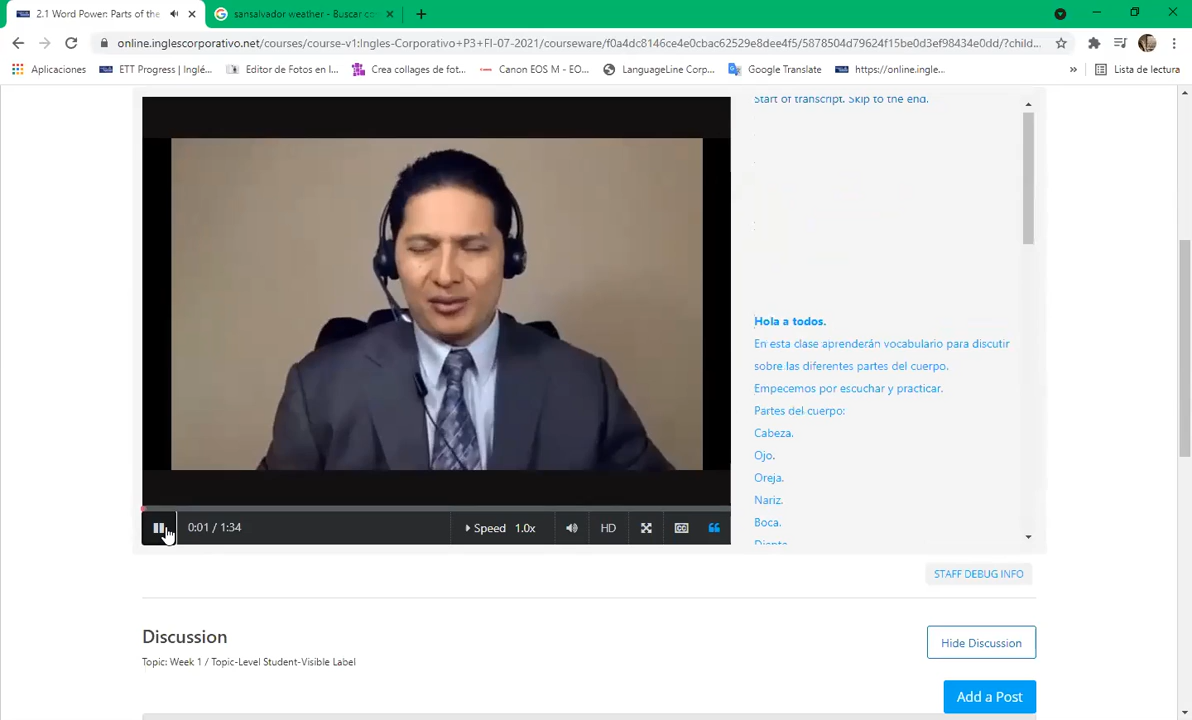 2.1 Word Power: Parts of the
sansalvador weather - Buscar co
online.inglescorporativo.net/courses/course-v1:Ingles-Corporativo+P3+FI-07-2021/courseware/f0a4dc8146ce4e0cbac62529e8dee4f5/5878504d79624f15be0d3ef98434e0dd/?child...
Aplicaciones
ETT Progress | Inglé...
Editor de Fotos en l...
Crea collages de fot...
Canon EOS M - EO...
LanguageLine Corp...
Google Translate
https://online.ingle...
»
Lista de lectura
Start of transcript. Skip to the end.
Hola a todos.
En esta clase aprenderán vocabulario para discutir
sobre las diferentes partes del cuerpo.
Empecemos por escuchar y practicar.
Partes del cuerpo:
Cabeza.
Ojo.
Oreja.
Nariz.
Boca.
Diente.
0:01 / 1:34
Speed 1.0x
HD
CC
STAFF DEBUG INFO
Discussion
Hide Discussion
Topic: Week 1 / Topic-Level Student-Visible Label
Add a Post